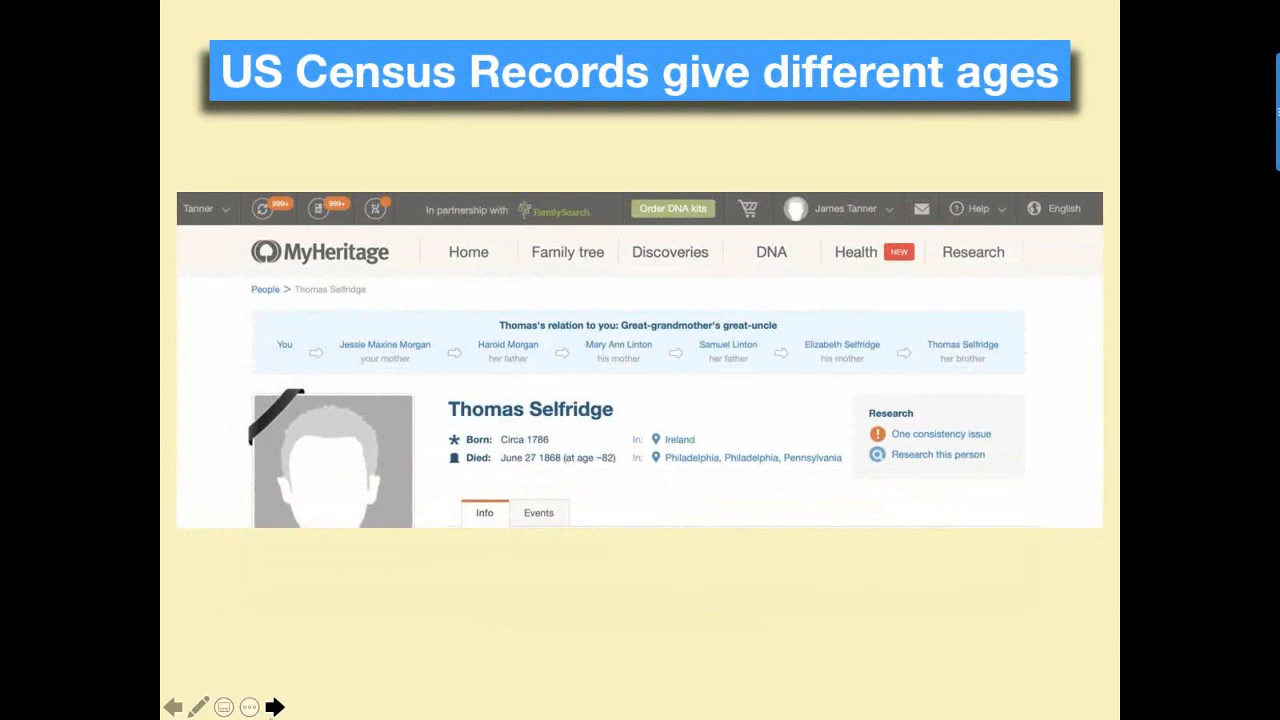 US Census Records give different ages
Tanner 999+ 999+ In partnership with FamilySearch Order DNA kits James Tanner ? Help English
MyHeritage Home Family tree Discoveries DNA Health NEW Research
People > Thomas Selfridge
Thomas's relation to you: Great-grandmother's great-uncle
You Jessie Maxine Morgan Harold Morgan Mary Ann Linton Samuel Linton Elizabeth Selfridge Thomas Selfridge
your mother her father his mother her father his mother her brother
Thomas Selfridge
Research
Born: Circa 1786 In: Ireland
One consistency issue
Died: June 27 1868 (at age ~82) In: Philadelphia, Philadelphia, Pennsylvania
Research this person
Info Events